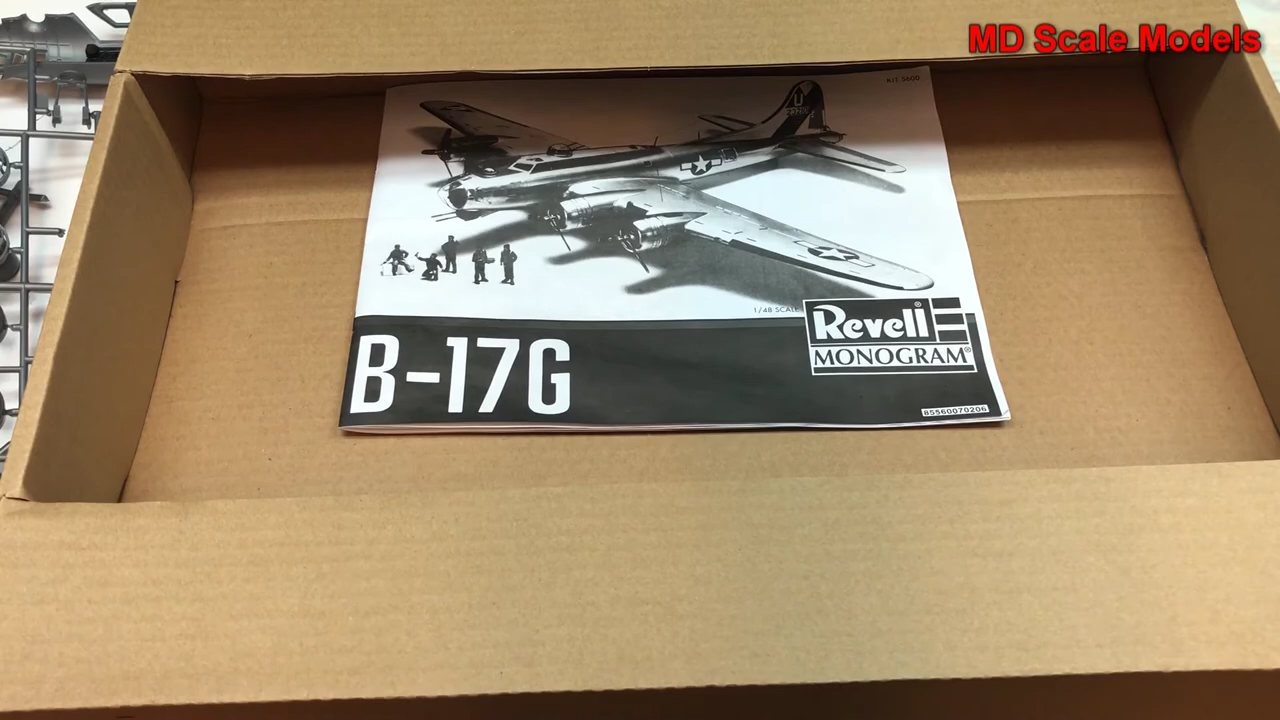 MD Scale Models
KIT 5600
U
1/48 SCALE
Revell®
MONOGRAM®
B-17G
85560070206